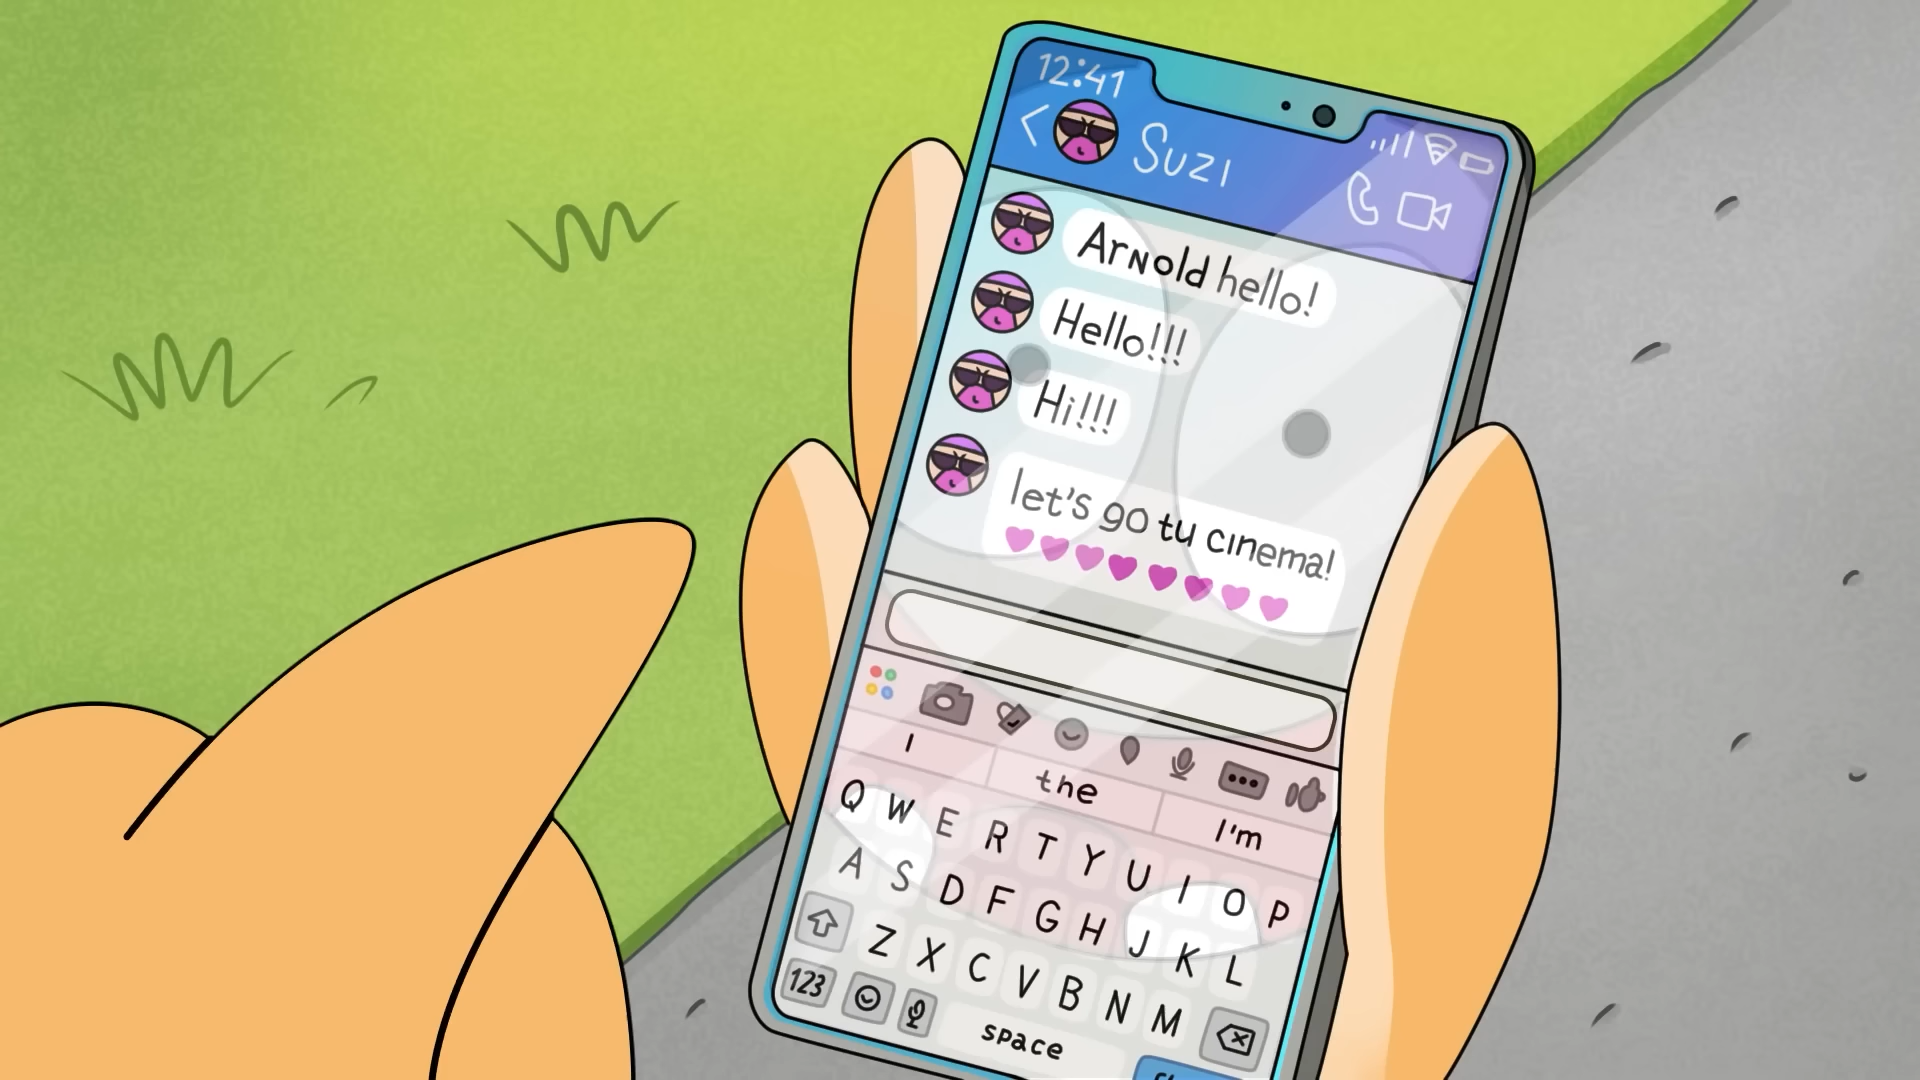 12:41
Suzi
Arnold hello!
Hello!!!
Hi!!!
let's go tu cinema!
I the I'm
Q W E R T Y U I O P
A S D F G H J K L
Z X C V B N M
123 space